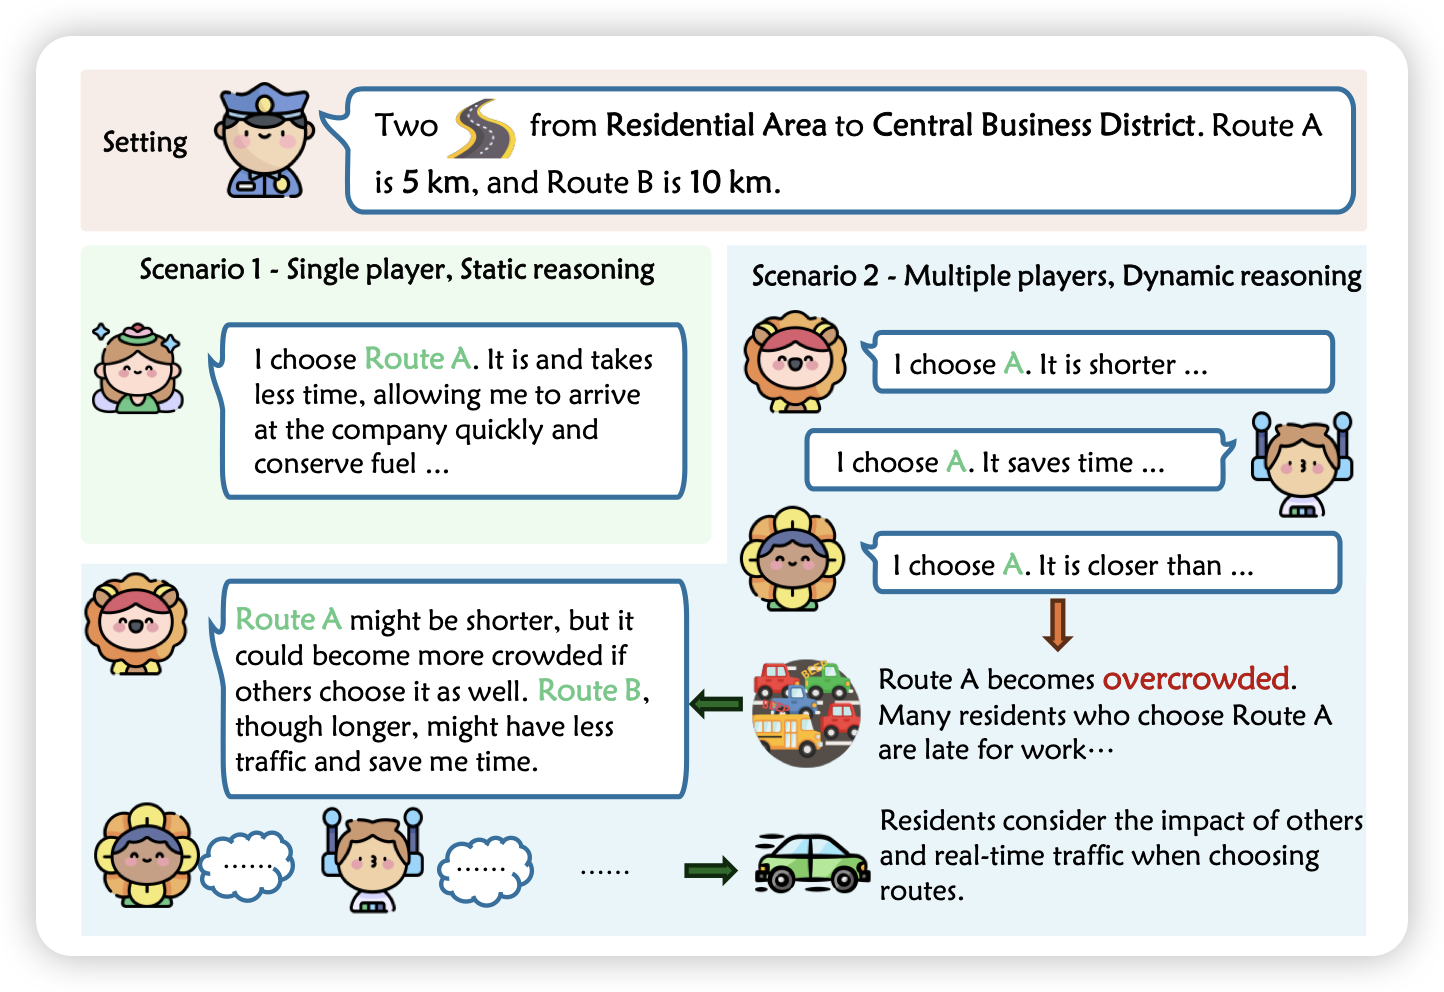 Setting
Two from Residential Area to Central Business District. Route A
is 5 km, and Route B is 10 km.
Scenario 1 - Single player, Static reasoning
I choose Route A. It is and takes
less time, allowing me to arrive
at the company quickly and
conserve fuel ...
Scenario 2 - Multiple players, Dynamic reasoning
I choose A. It is shorter ...
I choose A. It saves time ...
I choose A. It is closer than ...
Route A becomes overcrowded.
Many residents who choose Route A
are late for work⋯
Route A might be shorter, but it
could become more crowded if
others choose it as well. Route B,
though longer, might have less
traffic and save me time.
......
......
......
Residents consider the impact of others
and real-time traffic when choosing
routes.